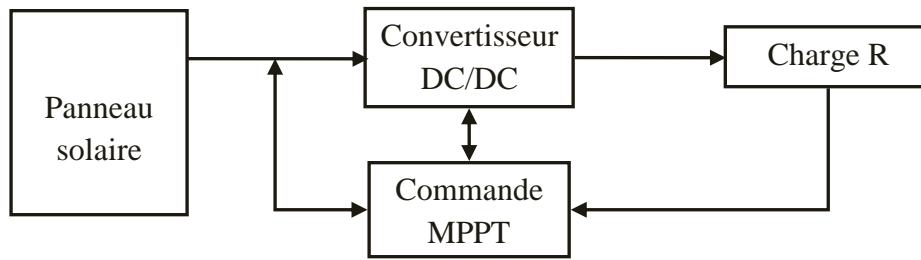 Panneau
solaire
Convertisseur
DC/DC
Charge R
Commande
MPPT